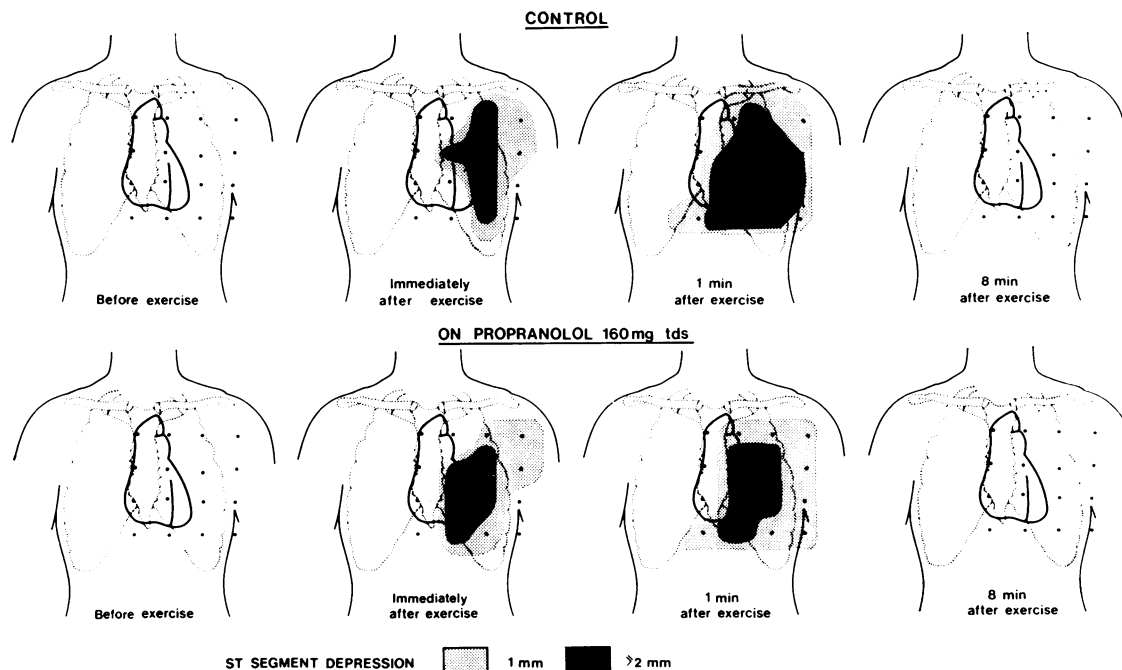 CONTROL
Before exercise
Immediately
after exercise
1 min
after exercise
8 min
after exercise
ON PROPRANOLOL 160mg tds
Before exercise
Immediately
after exercise
1 min
after exercise
8 min
after exercise
ST SEGMENT DEPRESSION 1 mm ⩾2 mm